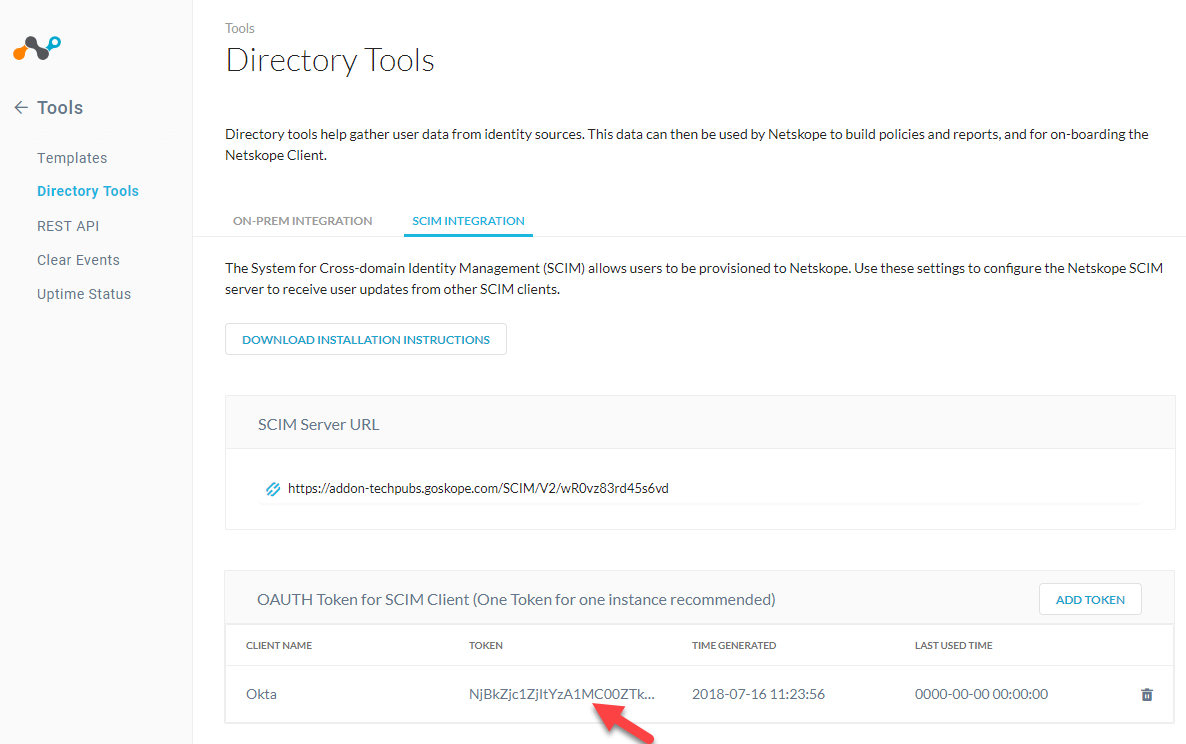 Tools
Directory Tools
Tools
Directory tools help gather user data from identity sources. This data can then be used by Netskope to build policies and reports, and for on-boarding the
Netskope Client.
Templates
Directory Tools
REST API
Clear Events
Uptime Status
ON-PREM INTEGRATION
SCIM INTEGRATION
The System for Cross-domain Identity Management (SCIM) allows users to be provisioned to Netskope. Use these settings to configure the Netskope SCIM
server to receive user updates from other SCIM clients.
DOWNLOAD INSTALLATION INSTRUCTIONS
SCIM Server URL
https://addon-techpubs.goskope.com/SCIM/V2/wR0vz83rd45s6vd
OAUTH Token for SCIM Client (One Token for one instance recommended)
ADD TOKEN
CLIENT NAME TOKEN TIME GENERATED LAST USED TIME
Okta NjBkZjc1ZjItYzA1MC00ZTk... 2018-07-16 11:23:56 0000-00-00 00:00:00